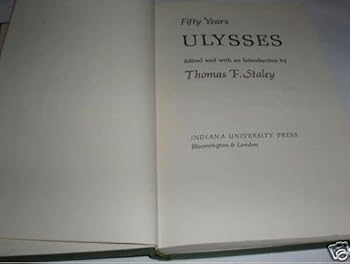 Fifty Years
ULYSSES
Edited and with an Introduction by
Thomas F. Staley
INDIANA UNIVERSITY PRESS
Bloomington & London